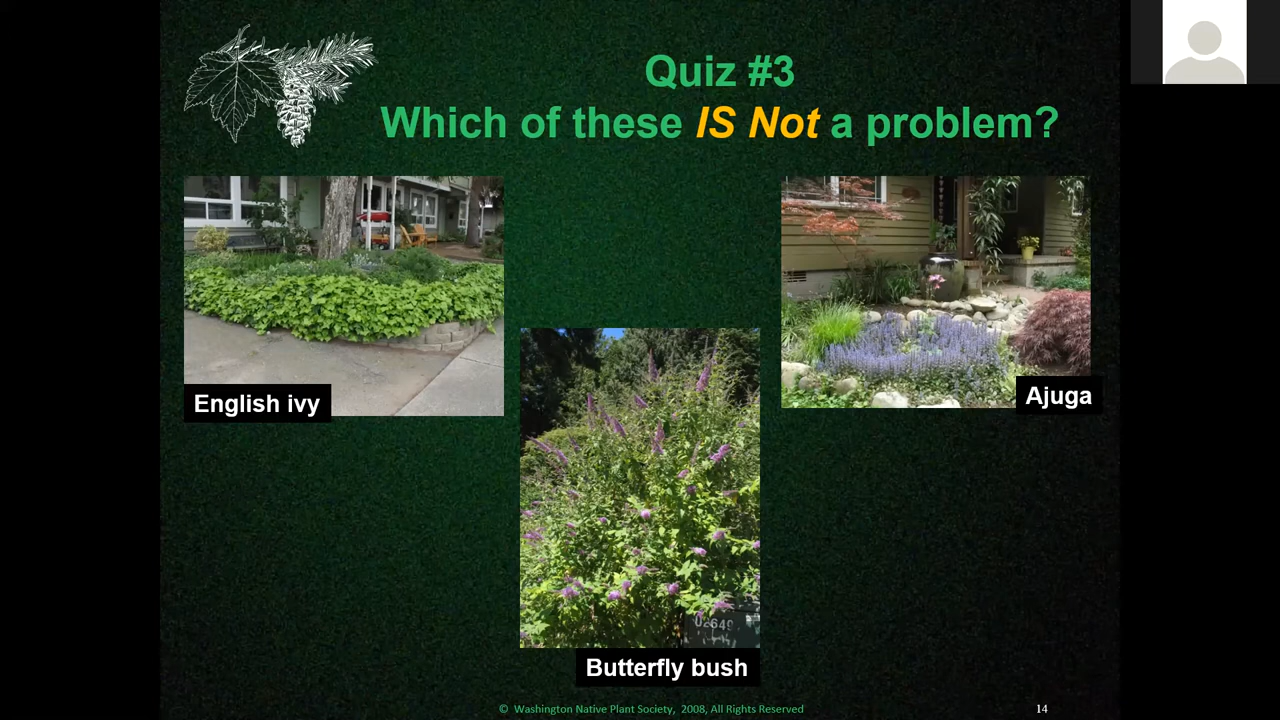 Quiz #3
Which of these IS Not a problem?
English ivy
Ajuga
02649
Butterfly bush
© Washington Native Plant Society, 2008, All Rights Reserved
14